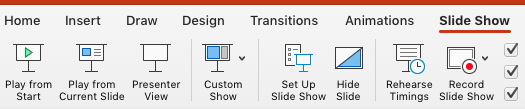 Home Insert Draw Design Transitions Animations Slide Show
Play from Play from Presenter Custom Set Up Hide Rehearse Record
Start Current Slide View Show Slide Show Slide Timings Slide Show